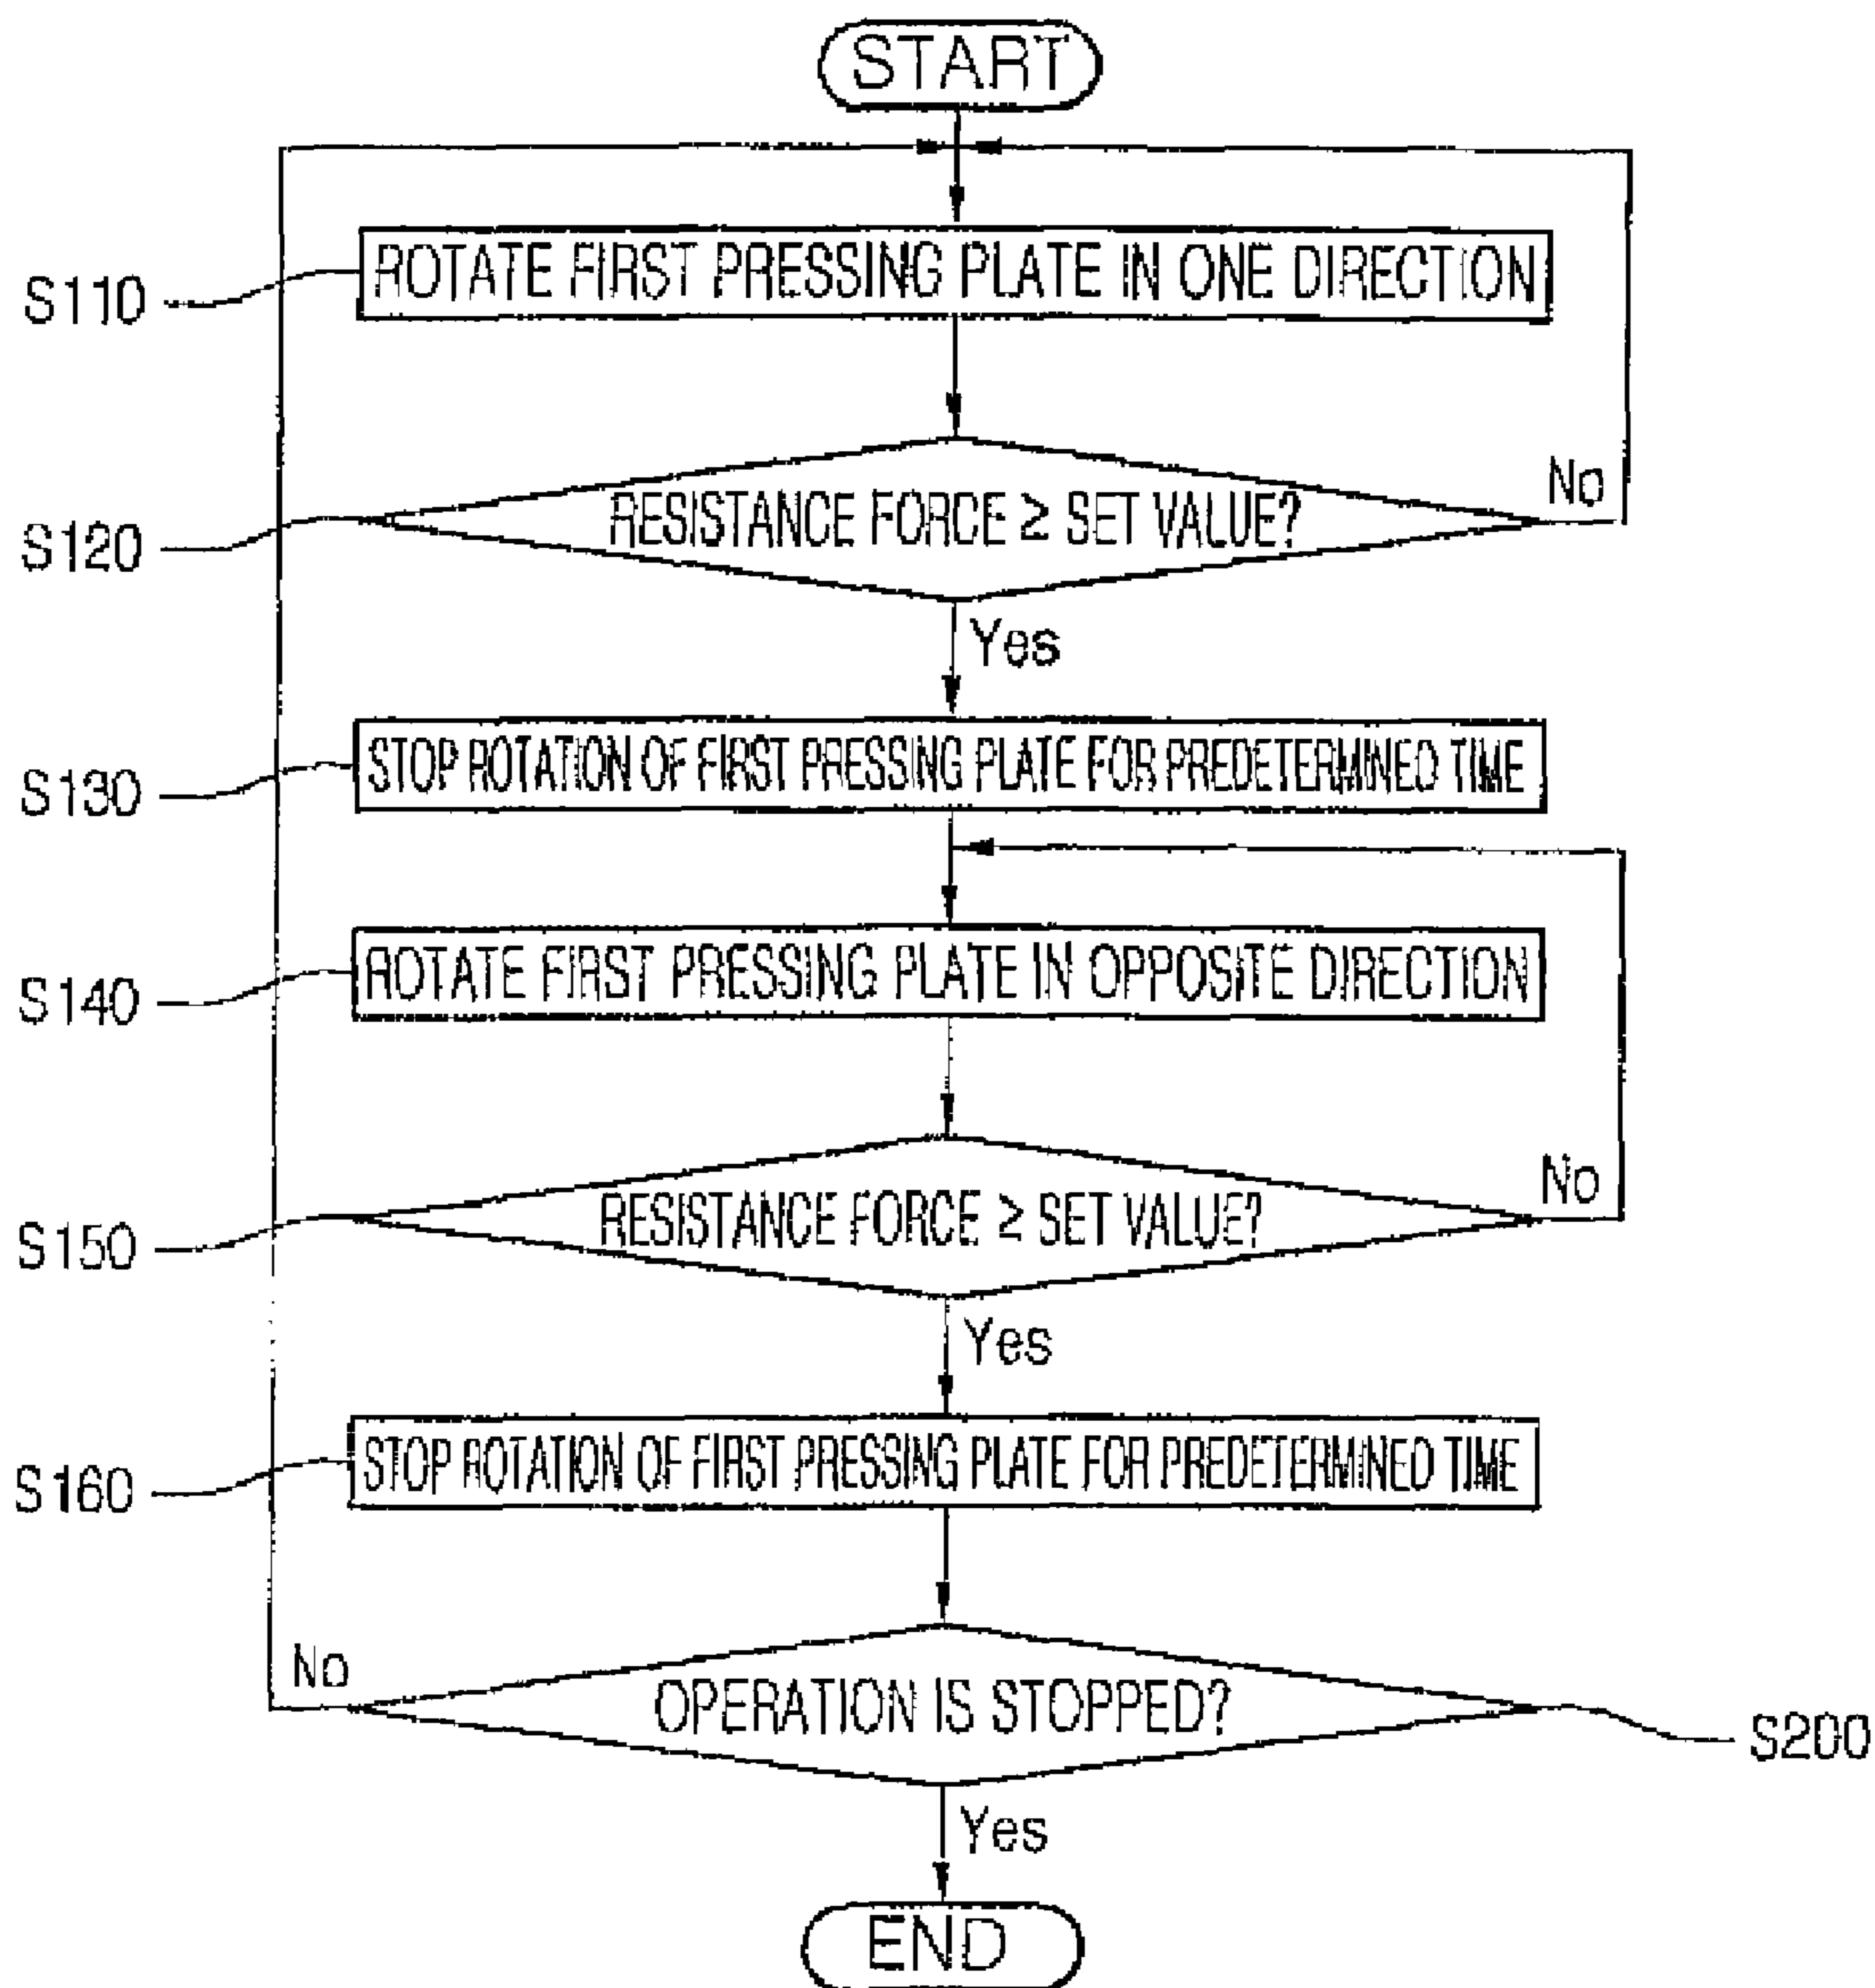 START
S110
ROTATE FIRST PRESSING PLATE IN ONE DIRECTION
S120
RESISTANCE FORCE ≥ SET VALUE?
No
Yes
S130
STOP ROTATION OF FIRST PRESSING PLATE FOR PREDETERMINED TIME
S140
ROTATE FIRST PRESSING PLATE IN OPPOSITE DIRECTION
S150
RESISTANCE FORCE ≥ SET VALUE?
No
Yes
S160
STOP ROTATION OF FIRST PRESSING PLATE FOR PREDETERMINED TIME
No
OPERATION IS STOPPED?
S200
Yes
END